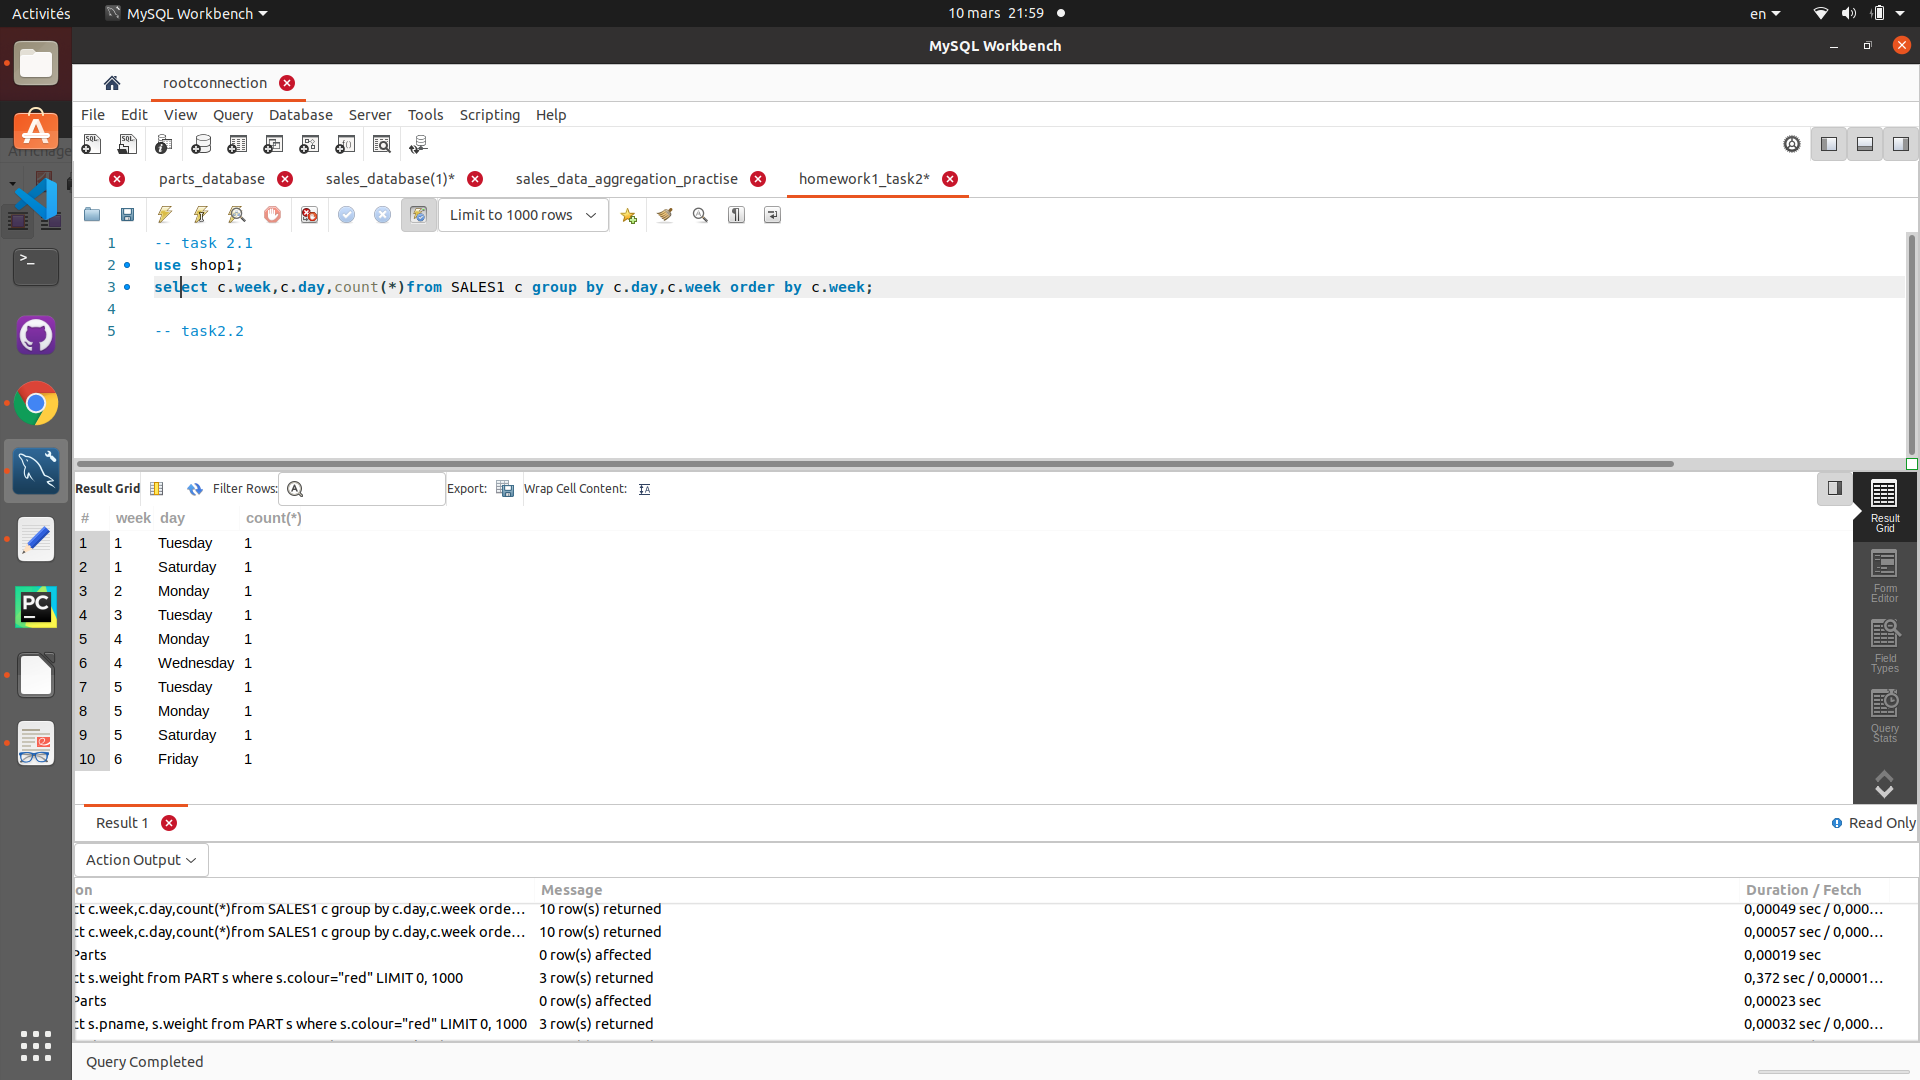 Activités MySQL Workbench 10 mars 21:59 en
MySQL Workbench
rootconnection
File Edit View Query Database Server Tools Scripting Help
parts_database sales_database(1)* sales_data_aggregation_practise homework1_task2*
Limit to 1000 rows
1 -- task 2.1
2 use shop1;
3 select c.week,c.day,count(*)from SALES1 c group by c.day,c.week order by c.week;
4
5 -- task2.2
Result Grid Filter Rows: Export: Wrap Cell Content:
# week day count(*)
1 1 Tuesday 1
2 1 Saturday 1
3 2 Monday 1
4 3 Tuesday 1
5 4 Monday 1
6 4 Wednesday 1
7 5 Tuesday 1
8 5 Monday 1
9 5 Saturday 1
10 6 Friday 1
Result Grid
Form Editor
Field Types
Query Stats
Result 1 Read Only
Action Output
on Message Duration / Fetch
ct c.week,c.day,count(*)from SALES1 c group by c.day,c.week orde... 10 row(s) returned 0,00049 sec / 0,000...
ct c.week,c.day,count(*)from SALES1 c group by c.day,c.week orde... 10 row(s) returned 0,00057 sec / 0,000...
Parts 0 row(s) affected 0,00019 sec
ct s.weight from PART s where s.colour="red" LIMIT 0, 1000 3 row(s) returned 0,372 sec / 0,00001...
Parts 0 row(s) affected 0,00023 sec
ct s.pname, s.weight from PART s where s.colour="red" LIMIT 0, 1000 3 row(s) returned 0,00032 sec / 0,000...
Query Completed